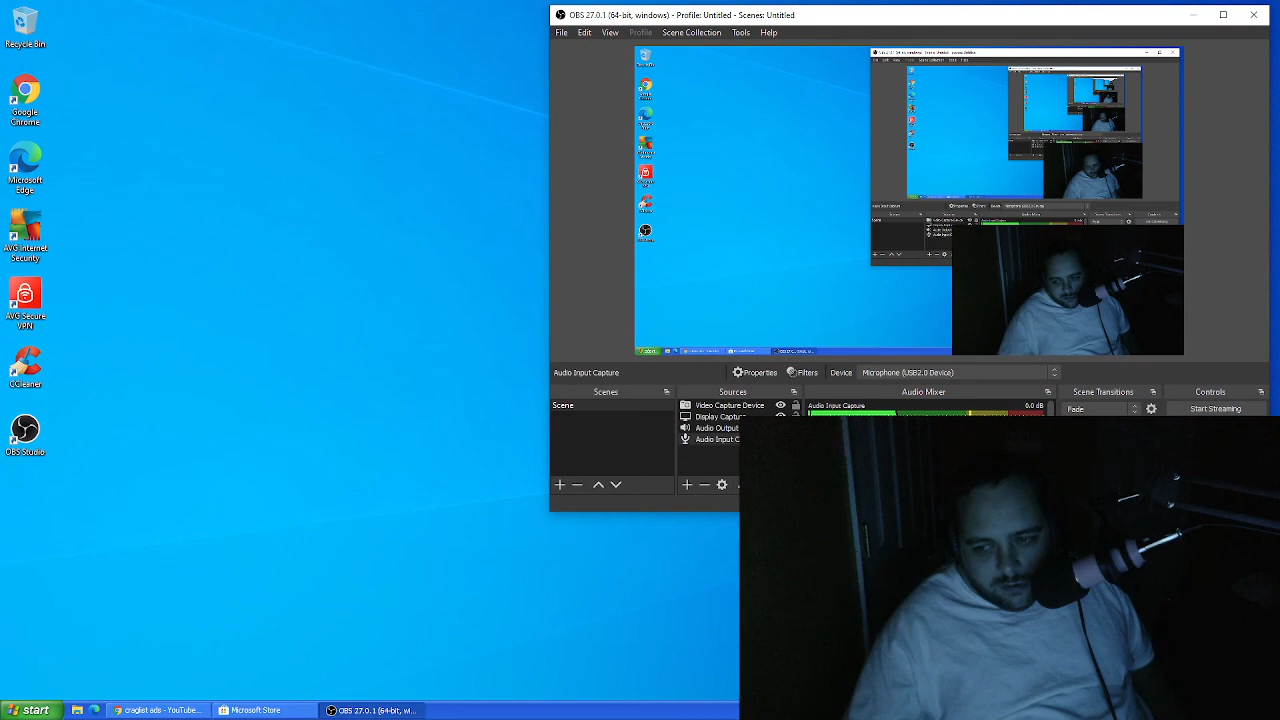 Recycle Bin
Google
Chrome
Microsoft
Edge
AVG Internet
Security
AVG Secure
VPN
CCleaner
OBS Studio
OBS 27.0.1 (64-bit, windows) - Profile: Untitled - Scenes: Untitled
File Edit View Profile Scene Collection Tools Help
Audio Input Capture Properties Filters Device Microphone (USB2.0 Device)
Scenes Sources Audio Mixer Scene Transitions Controls
Scene Video Capture Device Audio Input Capture 0.0 dB Fade Start Streaming
Display Capture
Audio Output
Audio Input C
start craglist ads - YouTube... Microsoft Store OBS 27.0.1 (64-bit, wi...